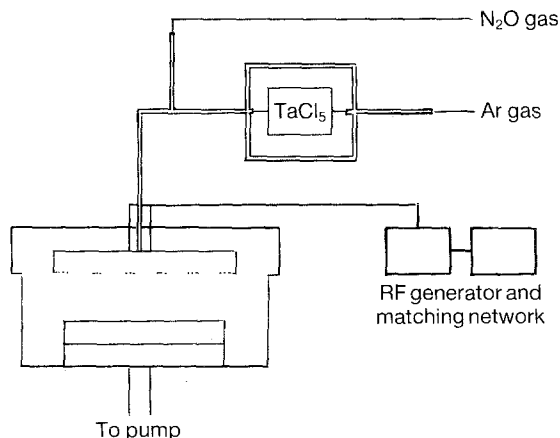 N₂O gas
TaCl₅
Ar gas
RF generator and
matching network
To pump